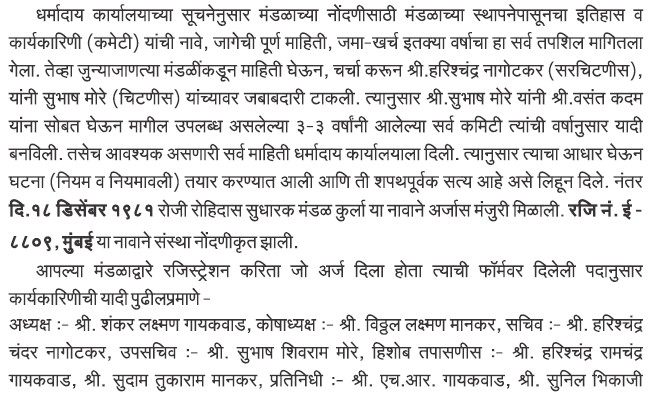 धर्मादाय कार्यालयाच्या सूचनेनुसार मंडळाच्या नोंदणीसाठी मंडळाच्या स्थापनेपासूनचा इतिहास व
कार्यकारिणी (कमेटी) यांची नावे, जागेची पूर्ण माहिती, जमा-खर्च इतक्या वर्षाचा हा सर्व तपशिल मागितला
गेला. तेव्हा जुन्याजाणत्या मंडळींकडून माहिती घेऊन, चर्चा करून श्री.हरिश्चंद्र नागोटकर (सरचिटणीस),
यांनी सुभाष मोरे (चिटणीस) यांच्यावर जबाबदारी टाकली. त्यानुसार श्री.सुभाष मोरे यांनी श्री.वसंत कदम
यांना सोबत घेऊन मागील उपलब्ध असलेल्या ३-३ वर्षांनी आलेल्या सर्व कमिटी त्यांची वर्षानुसार यादी
बनविली. तसेच आवश्यक असणारी सर्व माहिती धर्मादाय कार्यालयाला दिली. त्यानुसार त्याचा आधार घेऊन
घटना (नियम व नियमावली) तयार करण्यात आली आणि ती शपथपूर्वक सत्य आहे असे लिहून दिले. नंतर
दि.१८ डिसेंबर १९८१ रोजी रोहिदास सुधारक मंडळ कुर्ला या नावाने अर्जास मंजुरी मिळाली. रजि नं. ई -
८८०९, मुंबई या नावाने संस्था नोंदणीकृत झाली.
आपल्या मंडळाद्वारे रजिस्ट्रेशन करिता जो अर्ज दिला होता त्याची फॉर्मवर दिलेली पदानुसार
कार्यकारिणीची यादी पुढीलप्रमाणे -
अध्यक्ष :- श्री. शंकर लक्ष्मण गायकवाड, कोषाध्यक्ष :- श्री. विठ्ठल लक्ष्मण मानकर, सचिव :- श्री. हरिश्चंद्र
चंदर नागोटकर, उपसचिव :- श्री. सुभाष शिवराम मोरे, हिशोब तपासणीस :- श्री. हरिश्चंद्र रामचंद्र
गायकवाड, श्री. सुदाम तुकाराम मानकर, प्रतिनिधी :- श्री. एच.आर. गायकवाड, श्री. सुनिल भिकाजी